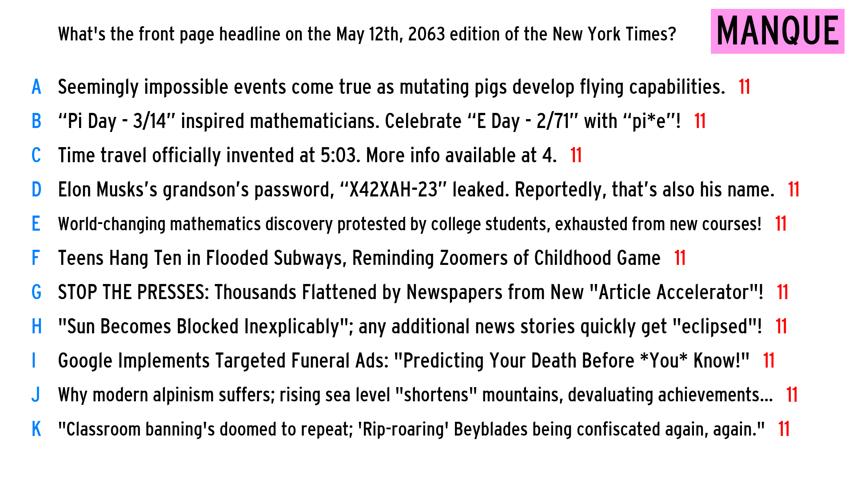 What's the front page headline on the May 12th, 2063 edition of the New York Times?
MANQUE
A Seemingly impossible events come true as mutating pigs develop flying capabilities. 11
B “Pi Day - 3/14” inspired mathematicians. Celebrate “E Day - 2/71” with “pi*e”! 11
C Time travel officially invented at 5:03. More info available at 4. 11
D Elon Musks’s grandson’s password, “X42XAH-23” leaked. Reportedly, that’s also his name. 11
E World-changing mathematics discovery protested by college students, exhausted from new courses! 11
F Teens Hang Ten in Flooded Subways, Reminding Zoomers of Childhood Game 11
G STOP THE PRESSES: Thousands Flattened by Newspapers from New "Article Accelerator"! 11
H "Sun Becomes Blocked Inexplicably"; any additional news stories quickly get "eclipsed"! 11
I Google Implements Targeted Funeral Ads: "Predicting Your Death Before *You* Know!" 11
J Why modern alpinism suffers; rising sea level "shortens" mountains, devaluating achievements... 11
K "Classroom banning's doomed to repeat; 'Rip-roaring' Beyblades being confiscated again, again." 11